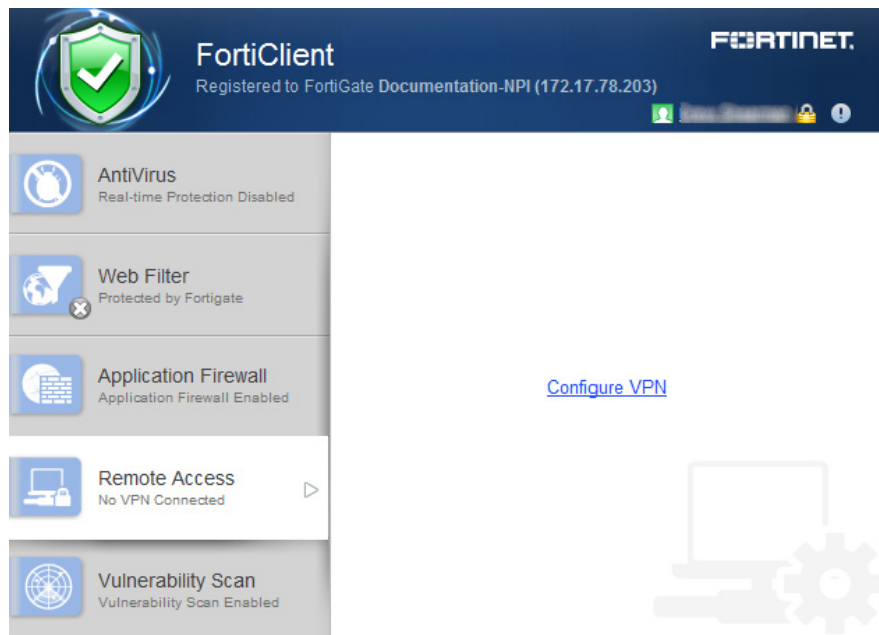 FortiClient
FORTINET.
Registered to FortiGate Documentation-NPI (172.17.78.203)
AntiVirus
Real-time Protection Disabled
Web Filter
Protected by Fortigate
Application Firewall
Application Firewall Enabled
Configure VPN
Remote Access
No VPN Connected
Vulnerability Scan
Vulnerability Scan Enabled